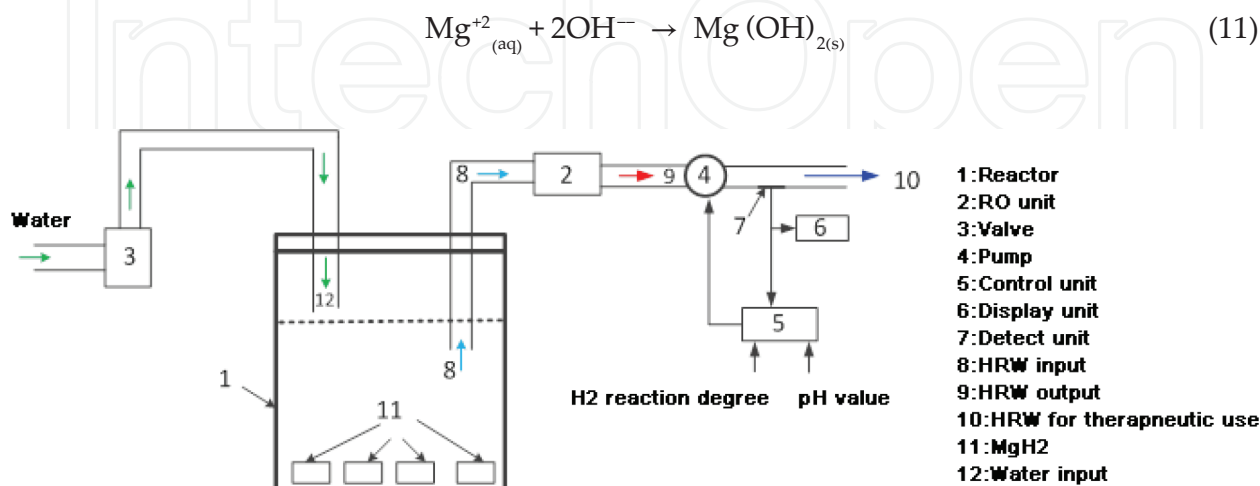 IntechOpen
Mg⁺²₍aq₎ + 2OH⁻⁻ → Mg (OH)₂₍s₎ (11)
Water
3
12
8
8
1
11
2
9
4
10
7
6
5
H2 reaction degree pH value
1:Reactor
2:RO unit
3:Valve
4:Pump
5:Control unit
6:Display unit
7:Detect unit
8:HRW input
9:HRW output
10:HRW for therapneutic use
11:MgH2
12:Water input